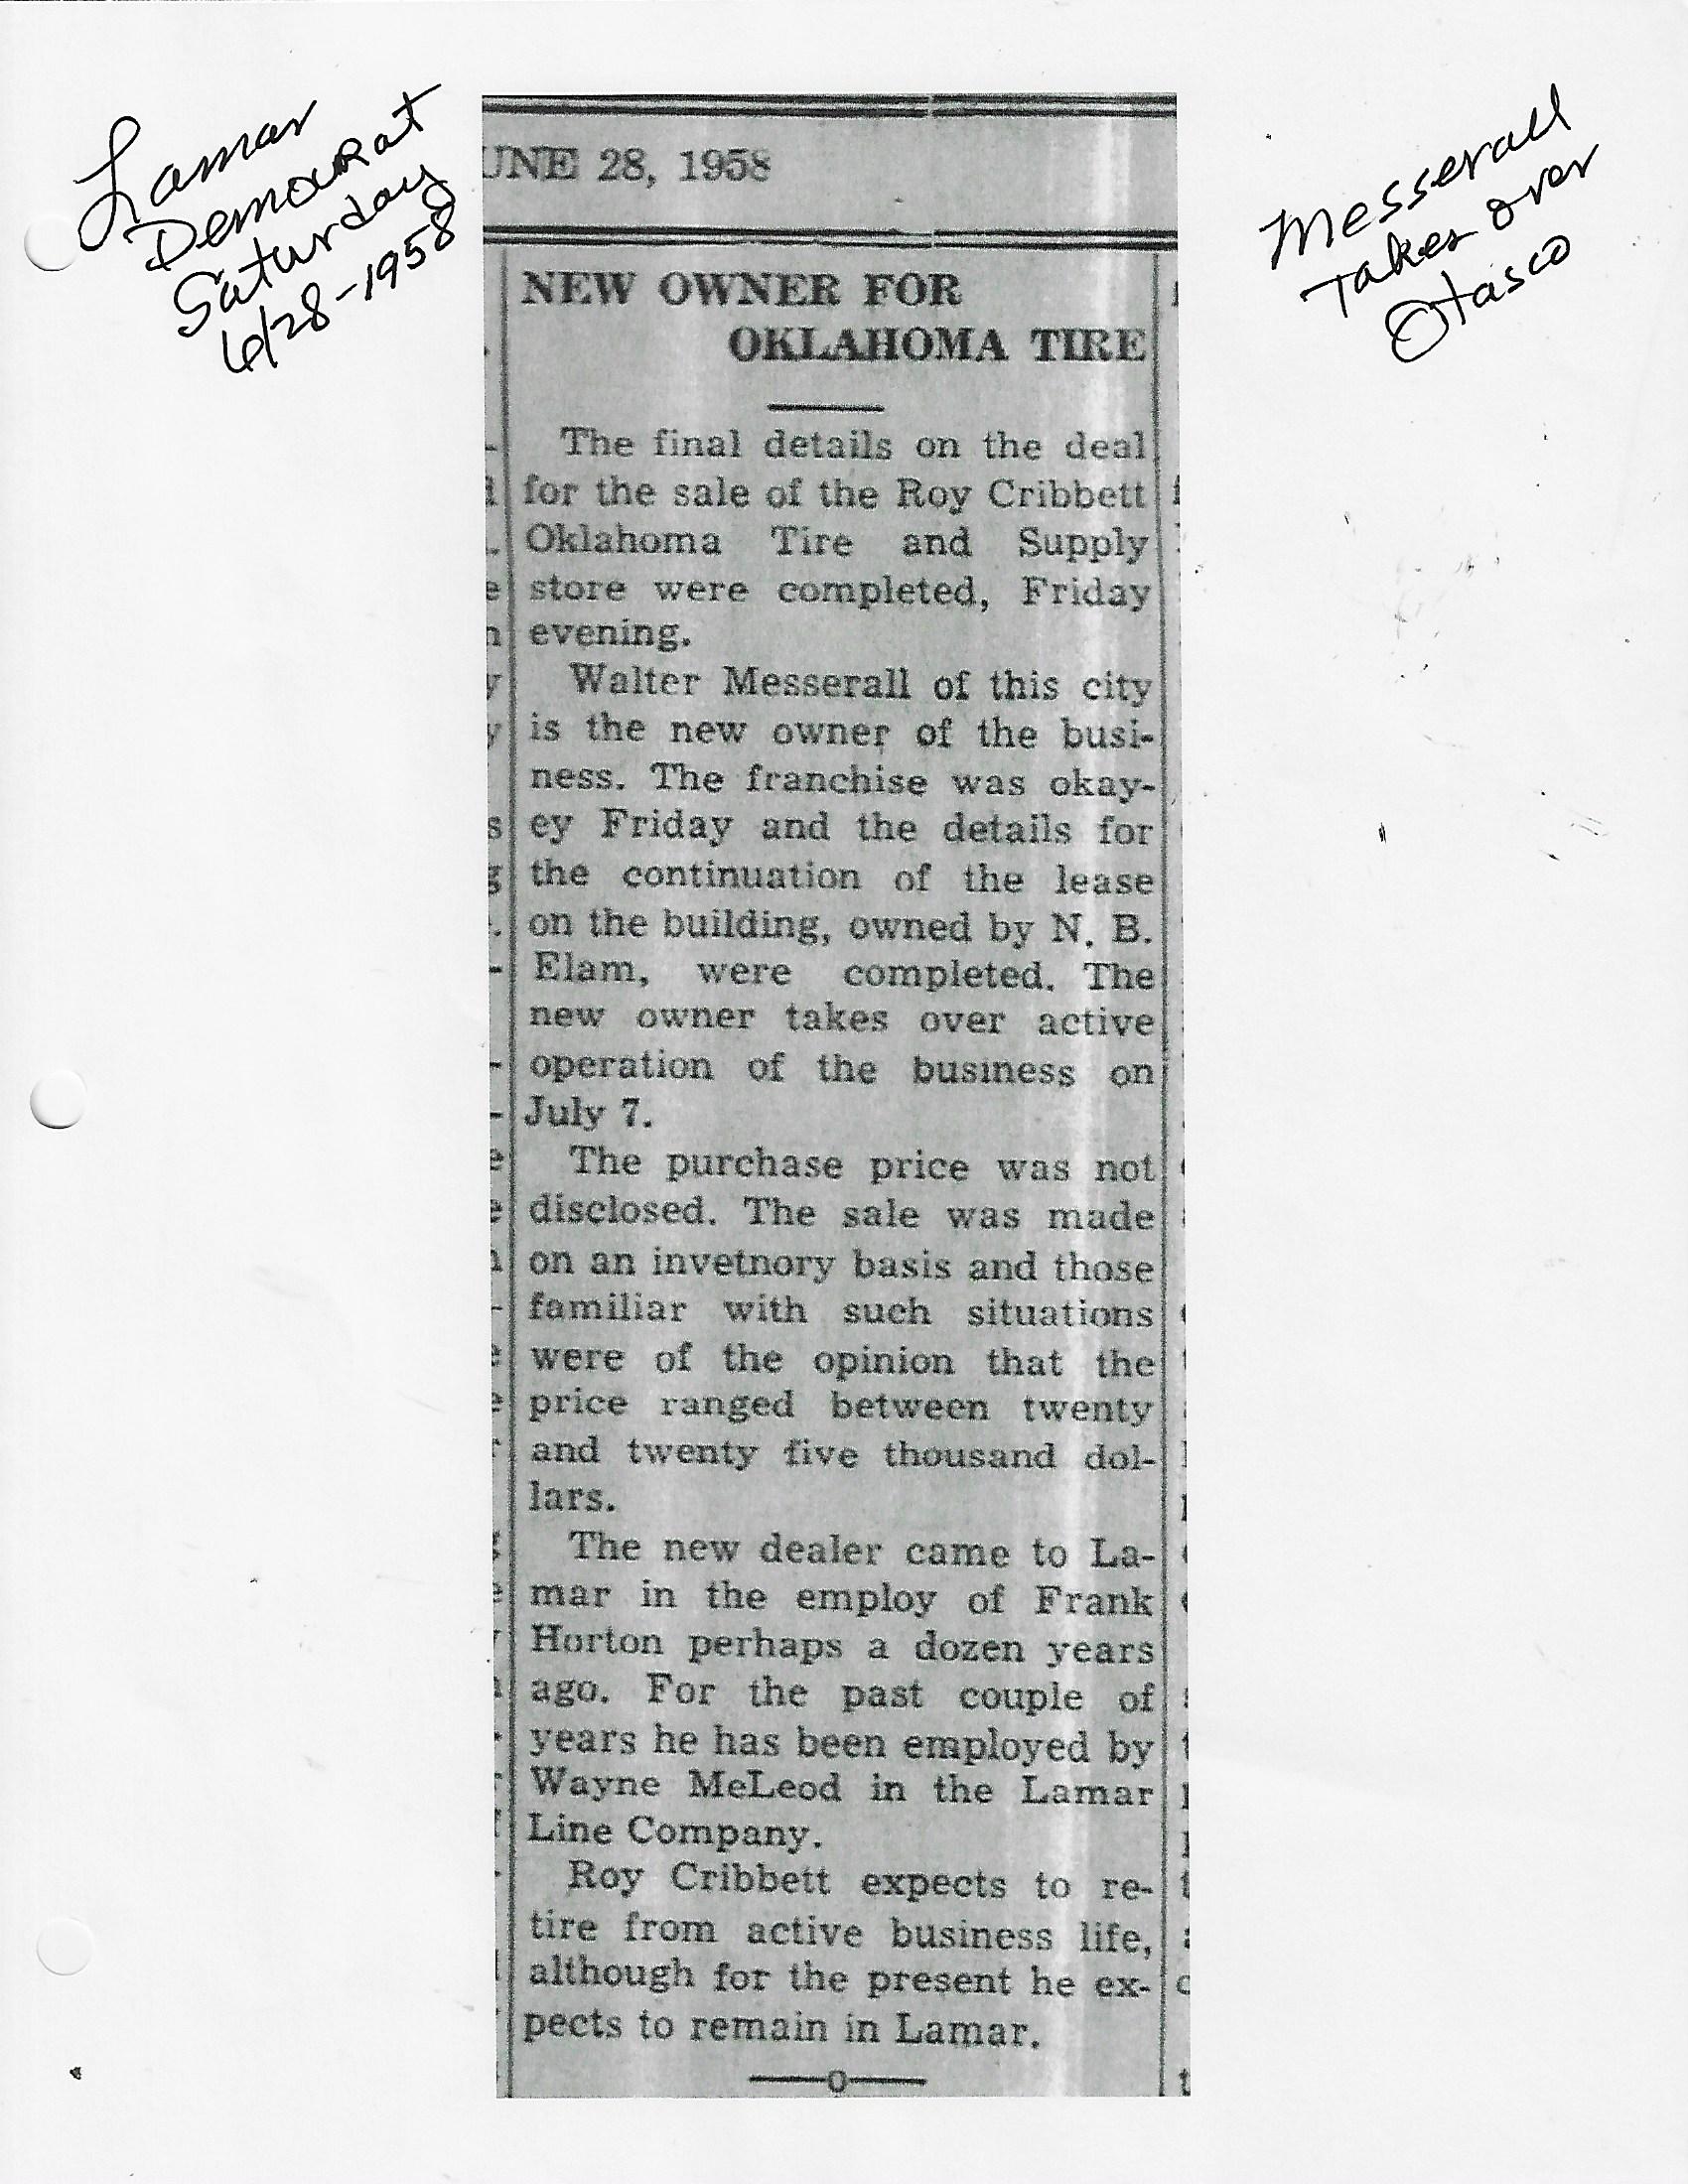 Lamar
Democrat
Saturday
6/28-1958
Messerall
Takes over
Otasco
UNE 28, 1958
NEW OWNER FOR
OKLAHOMA TIRE
The final details on the deal
for the sale of the Roy Cribbett
Oklahoma Tire and Supply
store were completed, Friday
evening.
Walter Messerall of this city
is the new owner of the busi-
ness. The franchise was okay-
ey Friday and the details for
the continuation of the lease
on the building, owned by N. B.
Elam, were completed. The
new owner takes over active
operation of the business on
July 7.
The purchase price was not
disclosed. The sale was made
on an invetnory basis and those
familiar with such situations
were of the opinion that the
price ranged between twenty
and twenty five thousand dol-
lars.
The new dealer came to La-
mar in the employ of Frank
Horton perhaps a dozen years
ago. For the past couple of
years he has been employed by
Wayne McLeod in the Lamar
Line Company.
Roy Cribbett expects to re-
tire from active business life,
although for the present he ex-
pects to remain in Lamar.